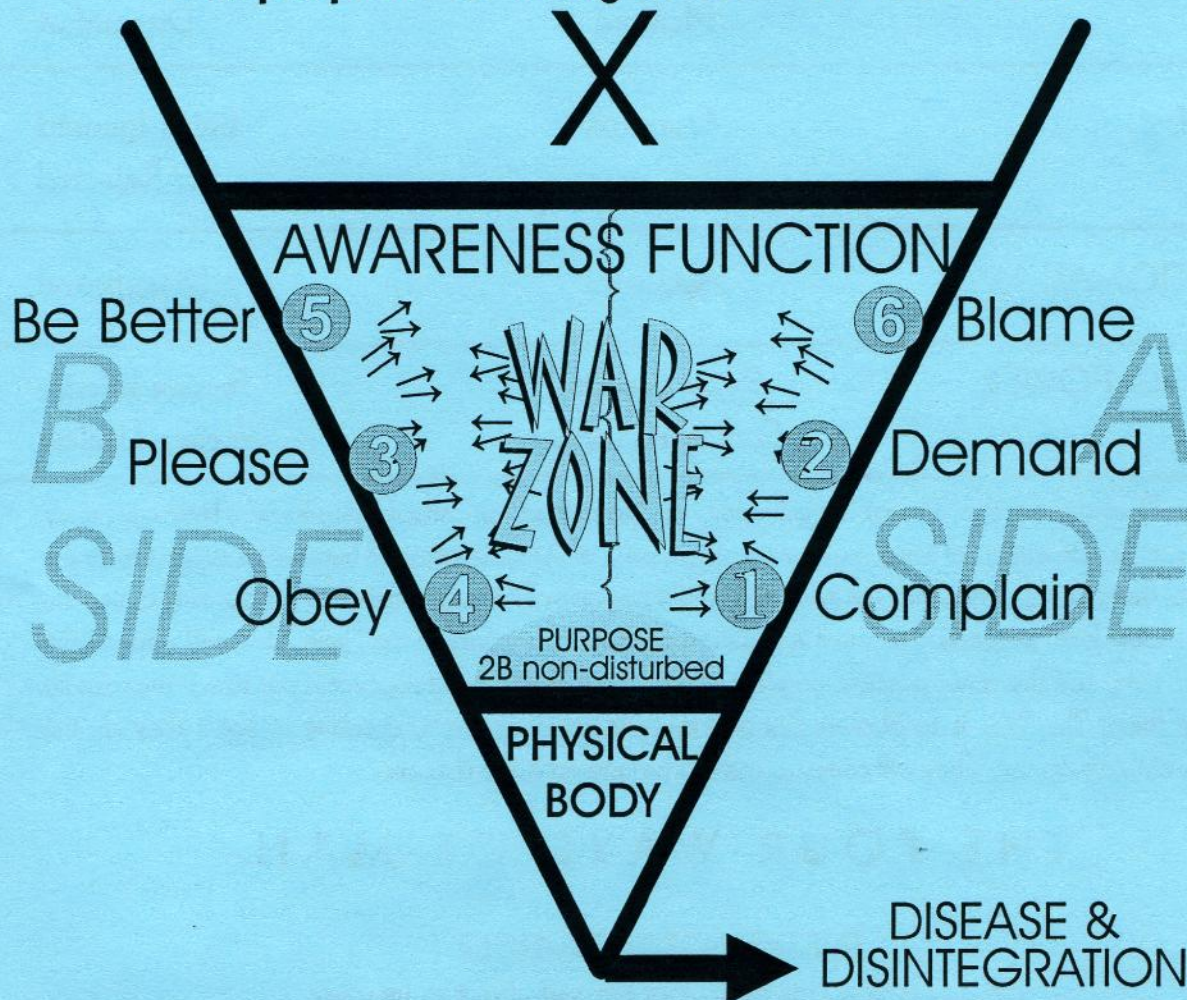 X
AWARENESS FUNCTION
Be Better 5 6 Blame
WAR
ZONE
B
SIDE
A
SIDE
Please 3 2 Demand
Obey 4 1 Complain
PURPOSE
2B non-disturbed
PHYSICAL
BODY
DISEASE &
DISINTEGRATION